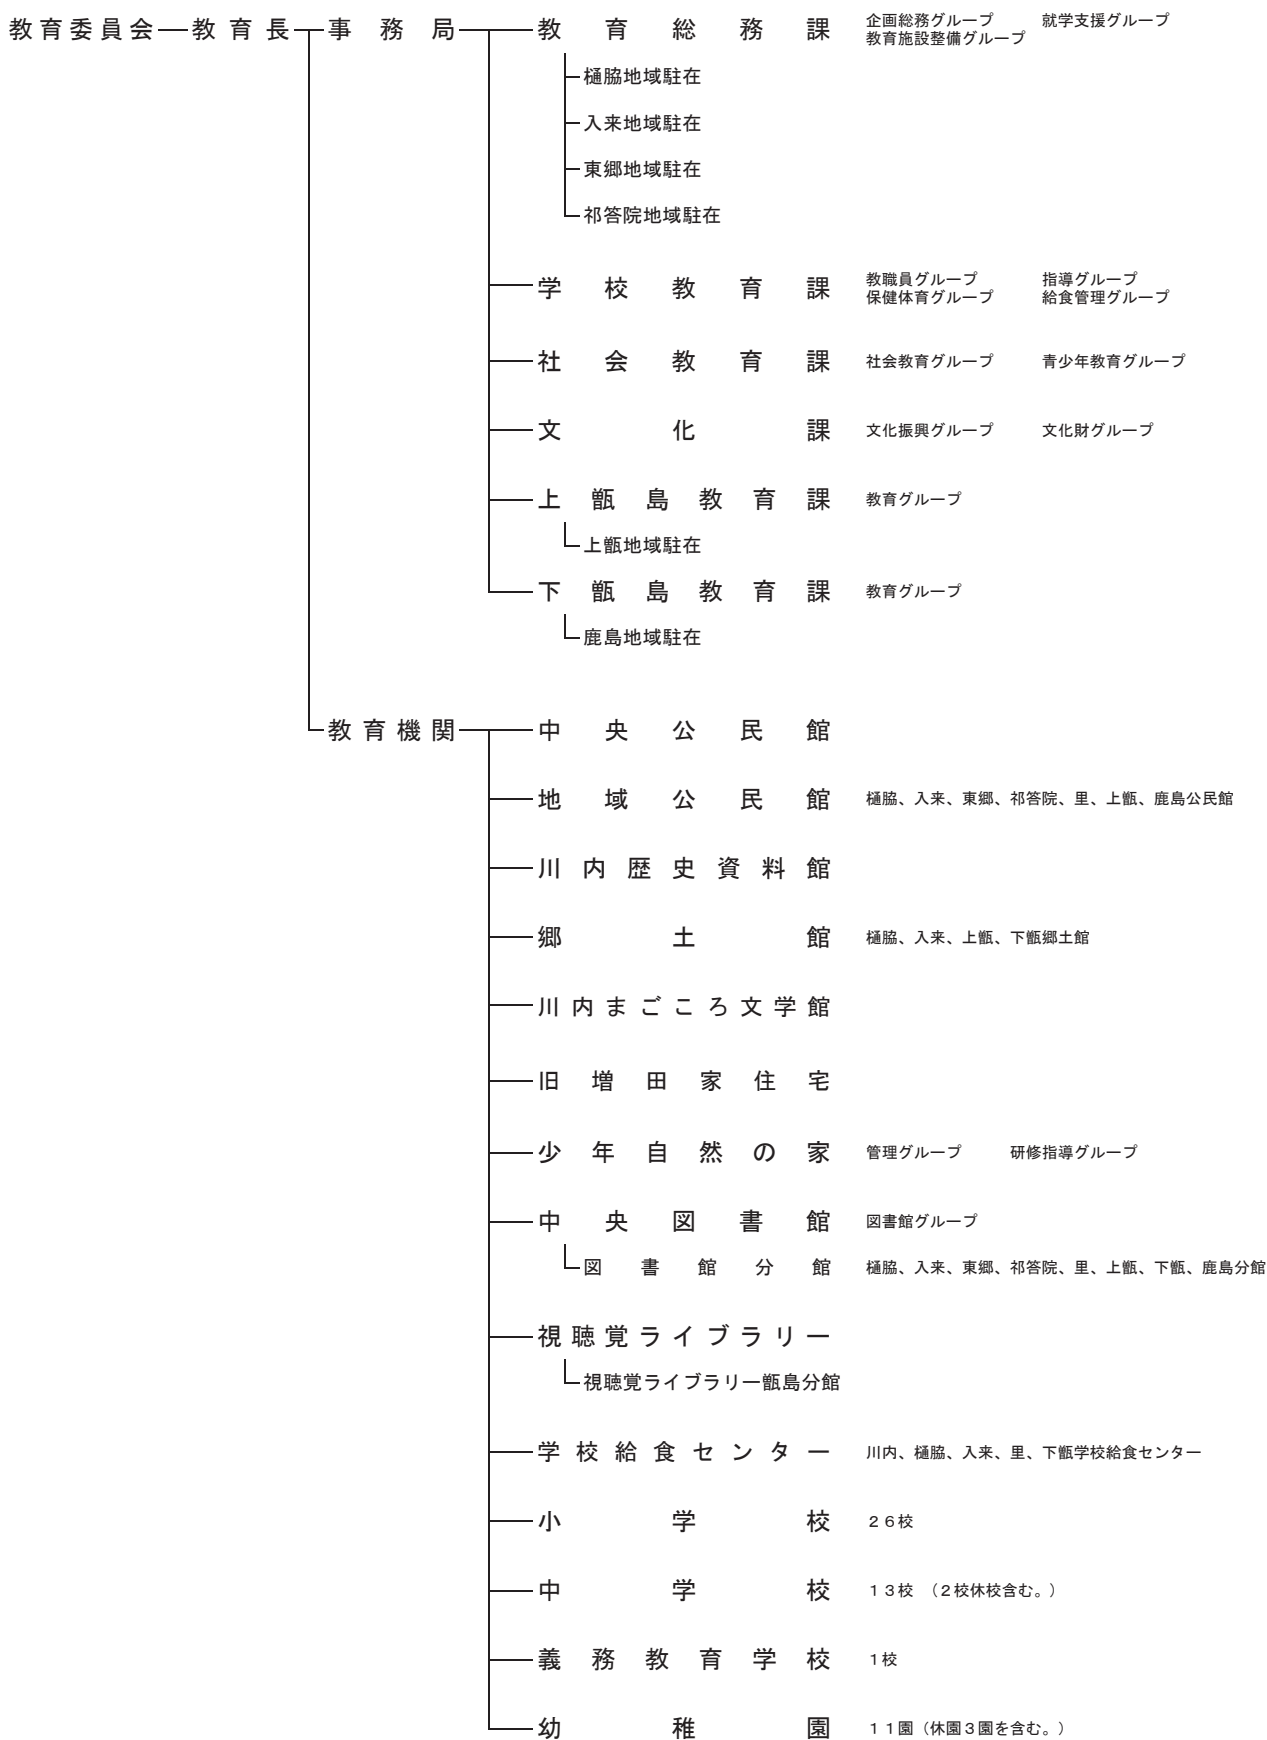 教育委員会 教育長 事務局 教育総務課 企画総務グループ 就学支援グループ
教育施設整備グループ
樋脇地域駐在
入来地域駐在
東郷地域駐在
祁答院地域駐在
学校教育課 教職員グループ 指導グループ
保健体育グループ 給食管理グループ
社会教育課 社会教育グループ 青少年教育グループ
文化課 文化振興グループ 文化財グループ
上甑島教育課 教育グループ
上甑地域駐在
下甑島教育課 教育グループ
鹿島地域駐在
教育機関 中央公民館
地域公民館 樋脇、入来、東郷、祁答院、里、上甑、鹿島公民館
川内歴史資料館
郷土館 樋脇、入来、上甑、下甑郷土館
川内まごころ文学館
旧増田家住宅
少年自然の家 管理グループ 研修指導グループ
中央図書館 図書館グループ
図書館分館 樋脇、入来、東郷、祁答院、里、上甑、下甑、鹿島分館
視聴覚ライブラリー
視聴覚ライブラリー甑島分館
学校給食センター 川内、樋脇、入来、里、下甑学校給食センター
小学校 26校
中学校 13校 (2校休校含む。)
義務教育学校 1校
幼稚園 11園(休園3園を含む。)